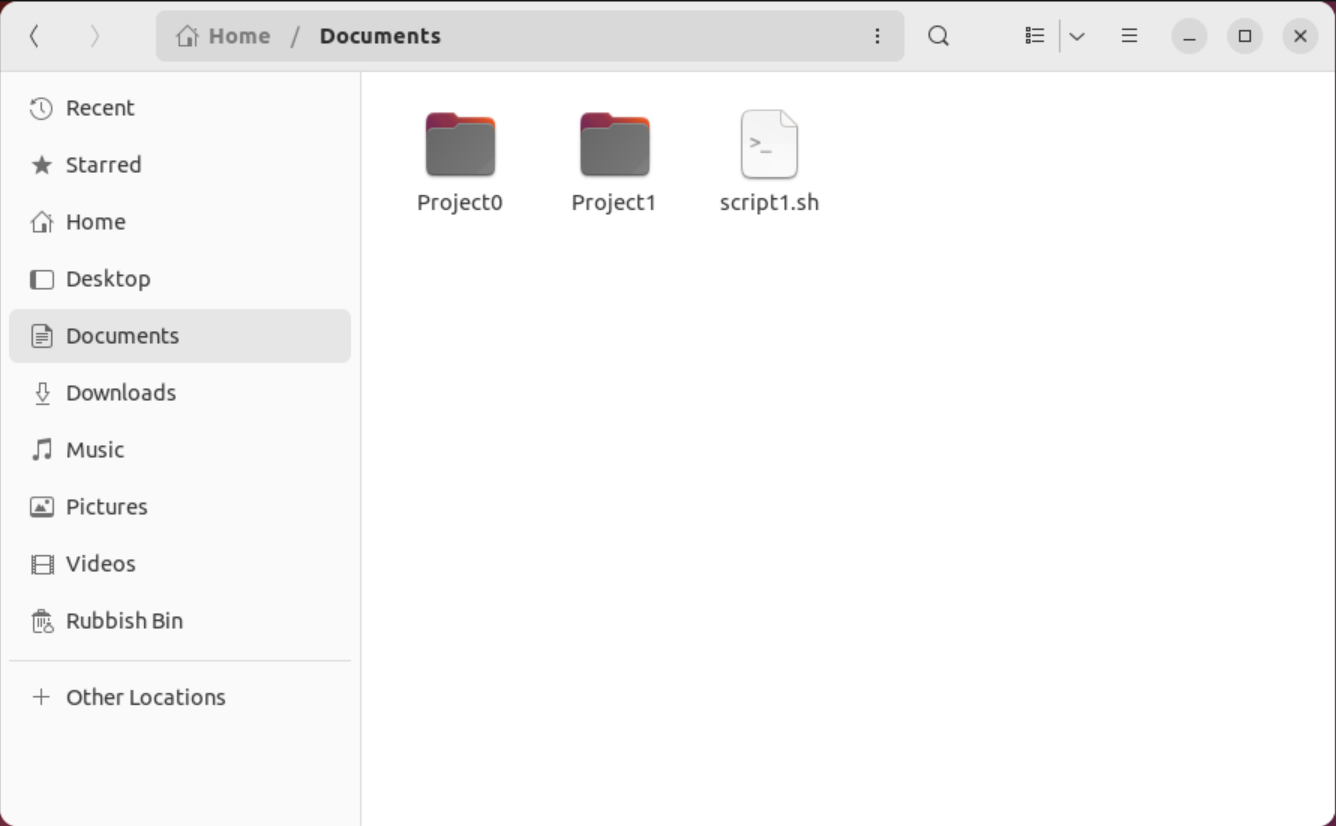 Home / Documents
Recent
Starred
Home
Desktop
Documents
Downloads
Music
Pictures
Videos
Rubbish Bin
+ Other Locations
>_
Project0 Project1 script1.sh